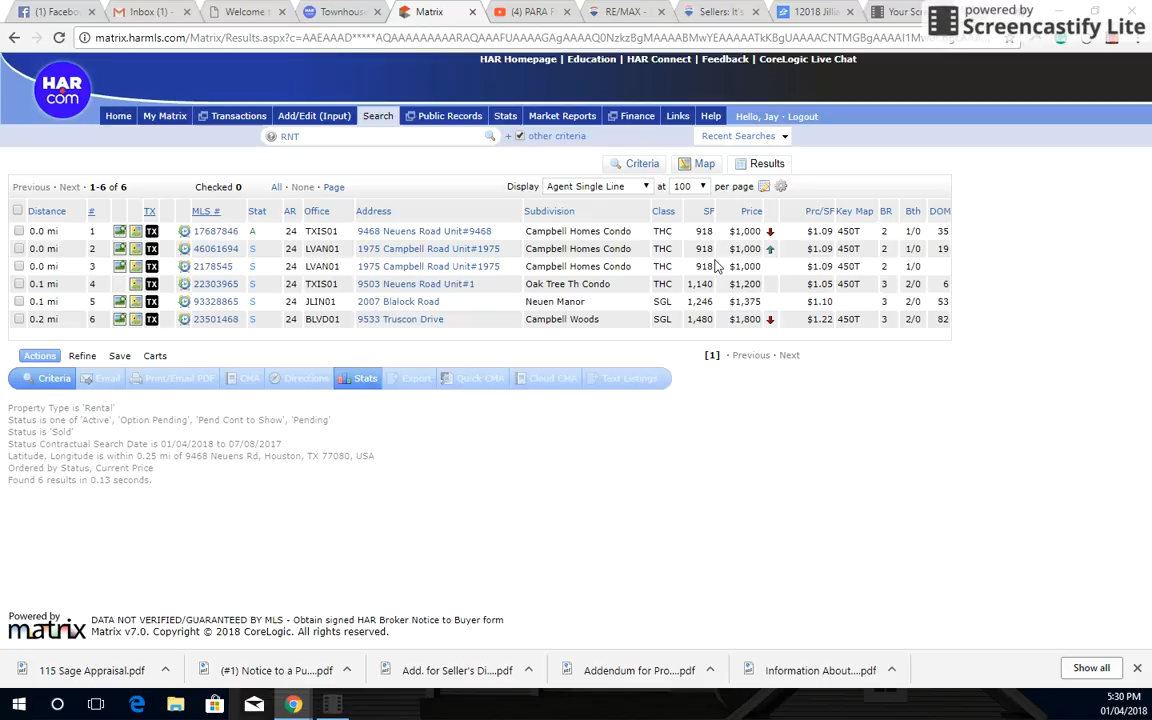 (1) Faceboo
Inbox (1) -
Welcome t
Townhous
Matrix
(4) PARA F
RE/MAX -
Sellers: It's
12018 Jillia
Your Sc
powered by
Screencastify Lite
matrix.harmls.com/Matrix/Results.aspx?c=AAEAAAD*****AQAAAAAAAAARAQAAAFUAAAAGAgAAAAQ0NzkzBgMAAAABMwYEAAAAATkKBgUAAAACNTMGBgAAAAI1M
HAR Homepage | Education | HAR Connect | Feedback | CoreLogic Live Chat
HAR
com
Home My Matrix Transactions Add/Edit (Input) Search Public Records Stats Market Reports Finance Links Help Hello, Jay · Logout
RNT + other criteria Recent Searches
Criteria Map Results
Previous · Next · 1-6 of 6 Checked 0 All · None · Page Display Agent Single Line at 100 per page
Distance # TX MLS # Stat AR Office Address Subdivision Class SF Price Prc/SF Key Map BR Bth DOM
0.0 mi 1 TX 17687846 A 24 TXIS01 9468 Neuens Road Unit#9468 Campbell Homes Condo THC 918 $1,000 $1.09 450T 2 1/0 35
0.0 mi 2 TX 46061694 S 24 LVAN01 1975 Campbell Road Unit#1975 Campbell Homes Condo THC 918 $1,000 $1.09 450T 2 1/0 19
0.0 mi 3 TX 2178545 S 24 LVAN01 1975 Campbell Road Unit#1975 Campbell Homes Condo THC 918 $1,000 $1.09 450T 2 1/0
0.1 mi 4 TX 22303965 S 24 TXIS01 9503 Neuens Road Unit#1 Oak Tree Th Condo THC 1,140 $1,200 $1.05 450T 3 2/0 6
0.1 mi 5 TX 93328865 S 24 JLIN01 2007 Blalock Road Neuen Manor SGL 1,246 $1,375 $1.10 3 2/0 53
0.2 mi 6 TX 23501468 S 24 BLVD01 9533 Truscon Drive Campbell Woods SGL 1,480 $1,800 $1.22 450T 3 2/0 82
Actions Refine Save Carts [1] · Previous · Next
Criteria Email Print/Email PDF CMA Directions Stats Export Quick CMA Cloud CMA Text Listings
Property Type is 'Rental'
Status is one of 'Active', 'Option Pending', 'Pend Cont to Show', 'Pending'
Status is 'Sold'
Status Contractual Search Date is 01/04/2018 to 07/08/2017
Latitude, Longitude is within 0.25 mi of 9468 Neuens Rd, Houston, TX 77080, USA
Ordered by Status, Current Price
Found 6 results in 0.13 seconds.
Powered by
matrix
DATA NOT VERIFIED/GUARANTEED BY MLS - Obtain signed HAR Broker Notice to Buyer form
Matrix v7.0. Copyright © 2018 CoreLogic. All rights reserved.
115 Sage Appraisal.pdf (#1) Notice to a Pu....pdf Add. for Seller's Di....pdf Addendum for Pro....pdf Information About....pdf Show all
5:30 PM
01/04/2018